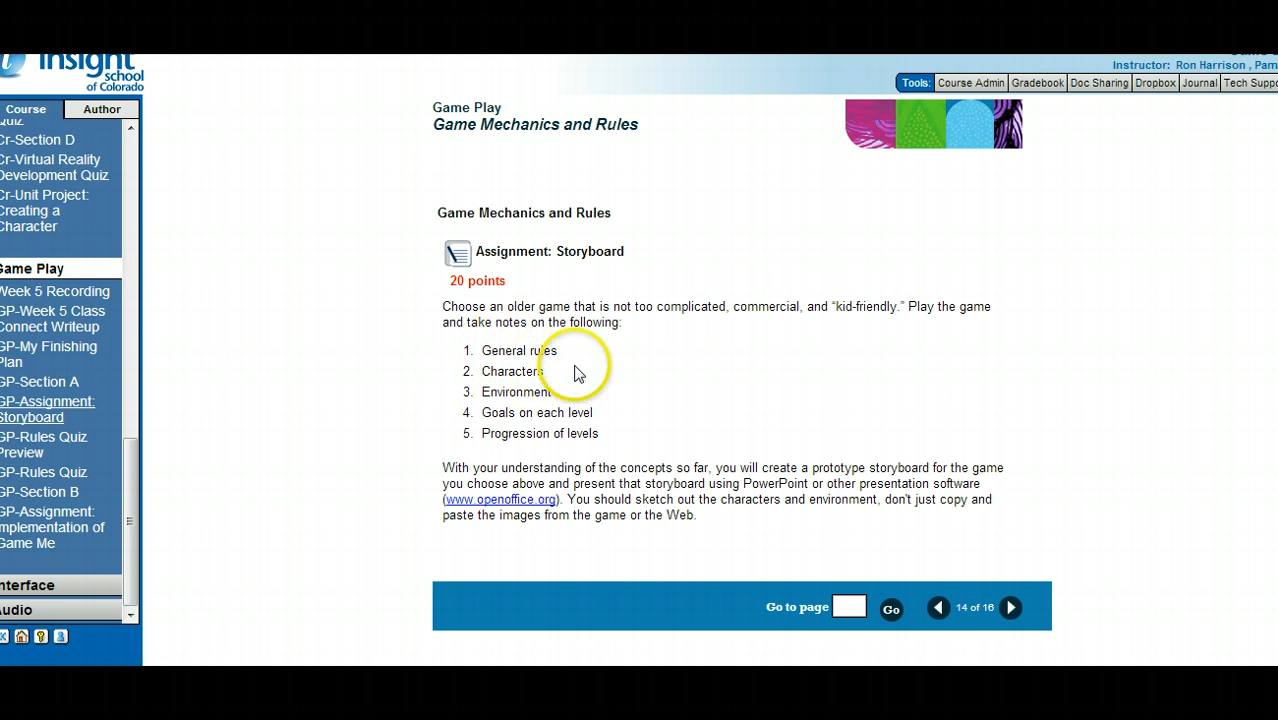 insight
school
of Colorado
Instructor: Ron Harrison , Pam
Tools: Course Admin Gradebook Doc Sharing Dropbox Journal Tech Suppo
Course Author
Quiz
Cr-Section D
Cr-Virtual Reality
Development Quiz
Cr-Unit Project:
Creating a
Character
Game Play
Week 5 Recording
GP-Week 5 Class
Connect Writeup
GP-My Finishing
Plan
GP-Section A
GP-Assignment:
Storyboard
GP-Rules Quiz
Preview
GP-Rules Quiz
GP-Section B
GP-Assignment:
Implementation of
Game Me
Interface
Audio
Game Play
Game Mechanics and Rules
Game Mechanics and Rules
Assignment: Storyboard
20 points
Choose an older game that is not too complicated, commercial, and “kid-friendly.” Play the game
and take notes on the following:
1. General rules
2. Characters
3. Environment
4. Goals on each level
5. Progression of levels
With your understanding of the concepts so far, you will create a prototype storyboard for the game
you choose above and present that storyboard using PowerPoint or other presentation software
(www.openoffice.org). You should sketch out the characters and environment, don't just copy and
paste the images from the game or the Web.
Go to page Go 14 of 16